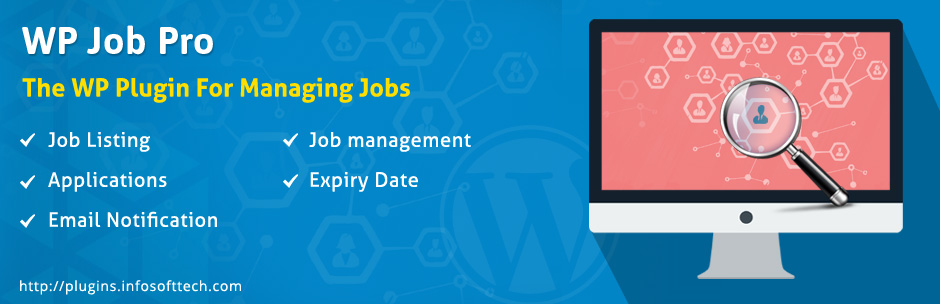 WP Job Pro
The WP Plugin For Managing Jobs
Job Listing
Job management
Applications
Expiry Date
Email Notification
http://plugins.infosofttech.com